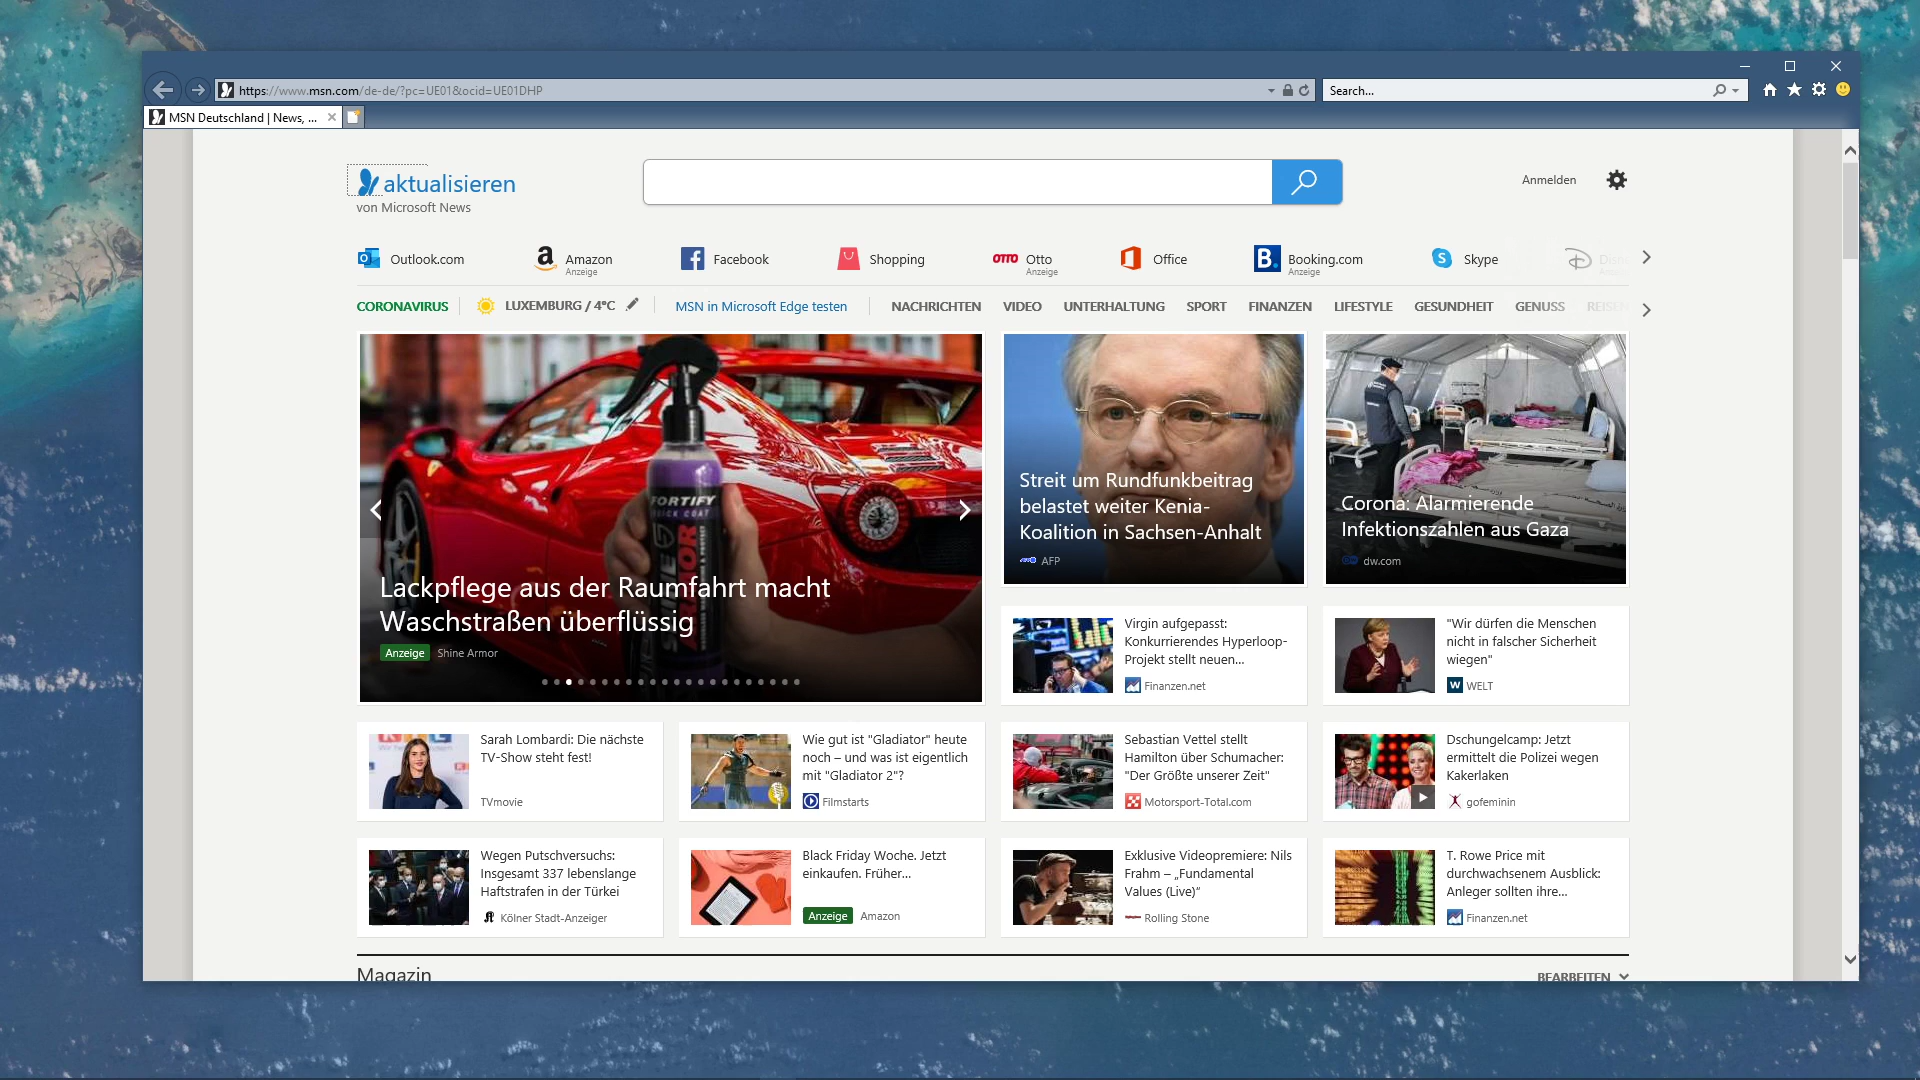 https://www.msn.com/de-de/?pc=UE01&ocid=UE01DHP
Search...
MSN Deutschland | News, ...
aktualisieren
von Microsoft News
Anmelden
Outlook.com
Amazon
Anzeige
Facebook
Shopping
OTTO
Otto
Anzeige
Office
B.
Booking.com
Anzeige
Skype
CORONAVIRUS
LUXEMBURG / 4°C
MSN in Microsoft Edge testen
NACHRICHTEN
VIDEO
UNTERHALTUNG
SPORT
FINANZEN
LIFESTYLE
GESUNDHEIT
GENUSS
FORTIFY
QUICK COAT
Lackpflege aus der Raumfahrt macht
Waschstraßen überflüssig
Anzeige
Shine Armor
Streit um Rundfunkbeitrag
belastet weiter Kenia-
Koalition in Sachsen-Anhalt
AFP
Corona: Alarmierende
Infektionszahlen aus Gaza
dw.com
Virgin aufgepasst:
Konkurrierendes Hyperloop-
Projekt stellt neuen...
Finanzen.net
"Wir dürfen die Menschen
nicht in falscher Sicherheit
wiegen"
WELT
Sarah Lombardi: Die nächste
TV-Show steht fest!
TVmovie
Wie gut ist "Gladiator" heute
noch – und was ist eigentlich
mit "Gladiator 2"?
Filmstarts
Sebastian Vettel stellt
Hamilton über Schumacher:
"Der Größte unserer Zeit"
Motorsport-Total.com
Dschungelcamp: Jetzt
ermittelt die Polizei wegen
Kakerlaken
gofeminin
Wegen Putschversuchs:
Insgesamt 337 lebenslange
Haftstrafen in der Türkei
Kölner Stadt-Anzeiger
Black Friday Woche. Jetzt
einkaufen. Früher...
Anzeige
Amazon
Exklusive Videopremiere: Nils
Frahm – „Fundamental
Values (Live)“
Rolling Stone
T. Rowe Price mit
durchwachsenem Ausblick:
Anleger sollten ihre...
Finanzen.net
Magazin
BEARBEITEN